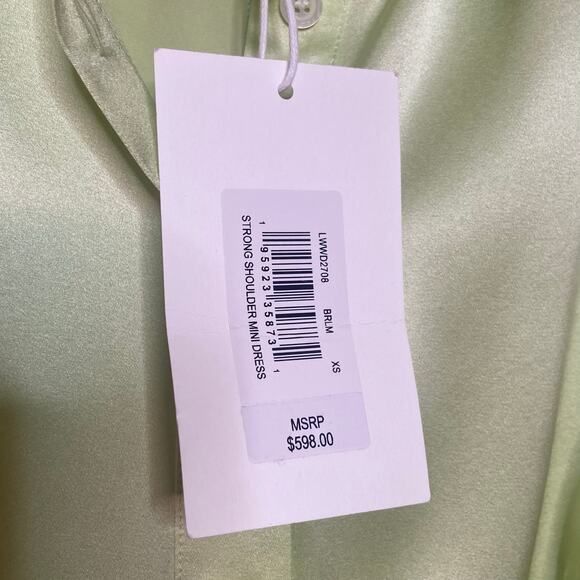 LWWD2708 BRLM XS
1 95923 35873 1
STRONG SHOULDER MINI DRESS
MSRP
$598.00